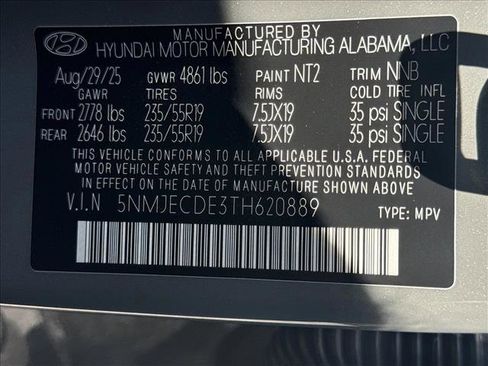 MANUFACTURED BY
HYUNDAI MOTOR MANUFACTURING ALABAMA, LLC
Aug/29/25 GVWR 4861 lbs PAINT NT2 TRIM NNB
GAWR TIRES RIMS COLD TIRE INFL
FRONT 2778 lbs 235/55R19 7.5JX19 35 psi SINGLE
REAR 2646 lbs 235/55R19 7.5JX19 35 psi SINGLE
THIS VEHICLE CONFORMS TO ALL APPLICABLE U.S.A. FEDERAL
MOTOR VEHICLE SAFETY AND THEFT PREVENTION STANDARDS
IN EFFECT ON THE DATE OF MANUFACTURE SHOWN ABOVE.
V.I.N 5NMJECDE3TH620889 TYPE: MPV